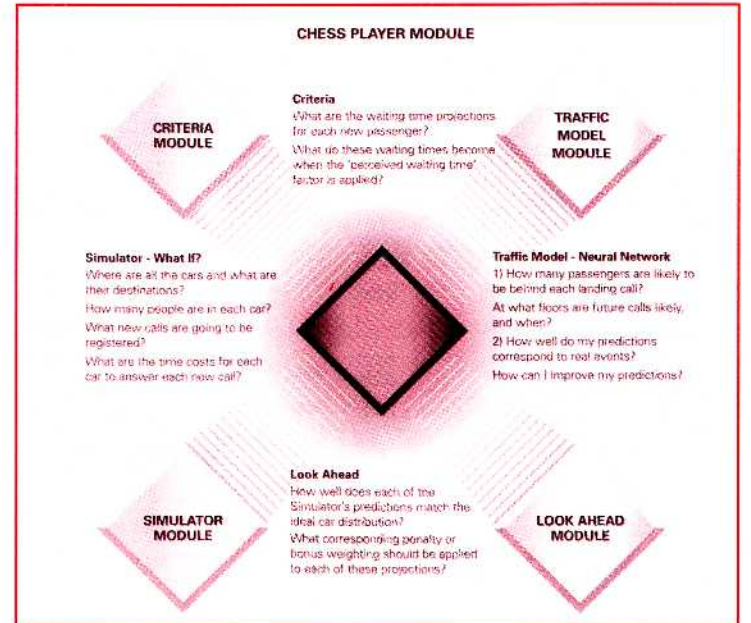 CHESS PLAYER MODULE
CRITERIA
MODULE
Criteria
What are the waiting time projections
for each new passenger?
What do these waiting times become
when the 'perceived waiting time'
factor is applied?
TRAFFIC
MODEL
MODULE
Simulator - What If?
Where are all the cars and what are
their destinations?
How many people are in each car?
What new calls are going to be
registered?
What are the time costs for each
car to answer each new call?
Traffic Model - Neural Network
1) How many passengers are likely to
be behind each landing call?
At what floors are future calls likely,
and when?
2) How well do my predictions
correspond to real events?
How can I improve my predictions?
SIMULATOR
MODULE
Look Ahead
How well does each of the
Simulator's predictions match the
ideal car distribution?
What corresponding penalty or
bonus weighting should be applied
to each of these projections?
LOOK AHEAD
MODULE